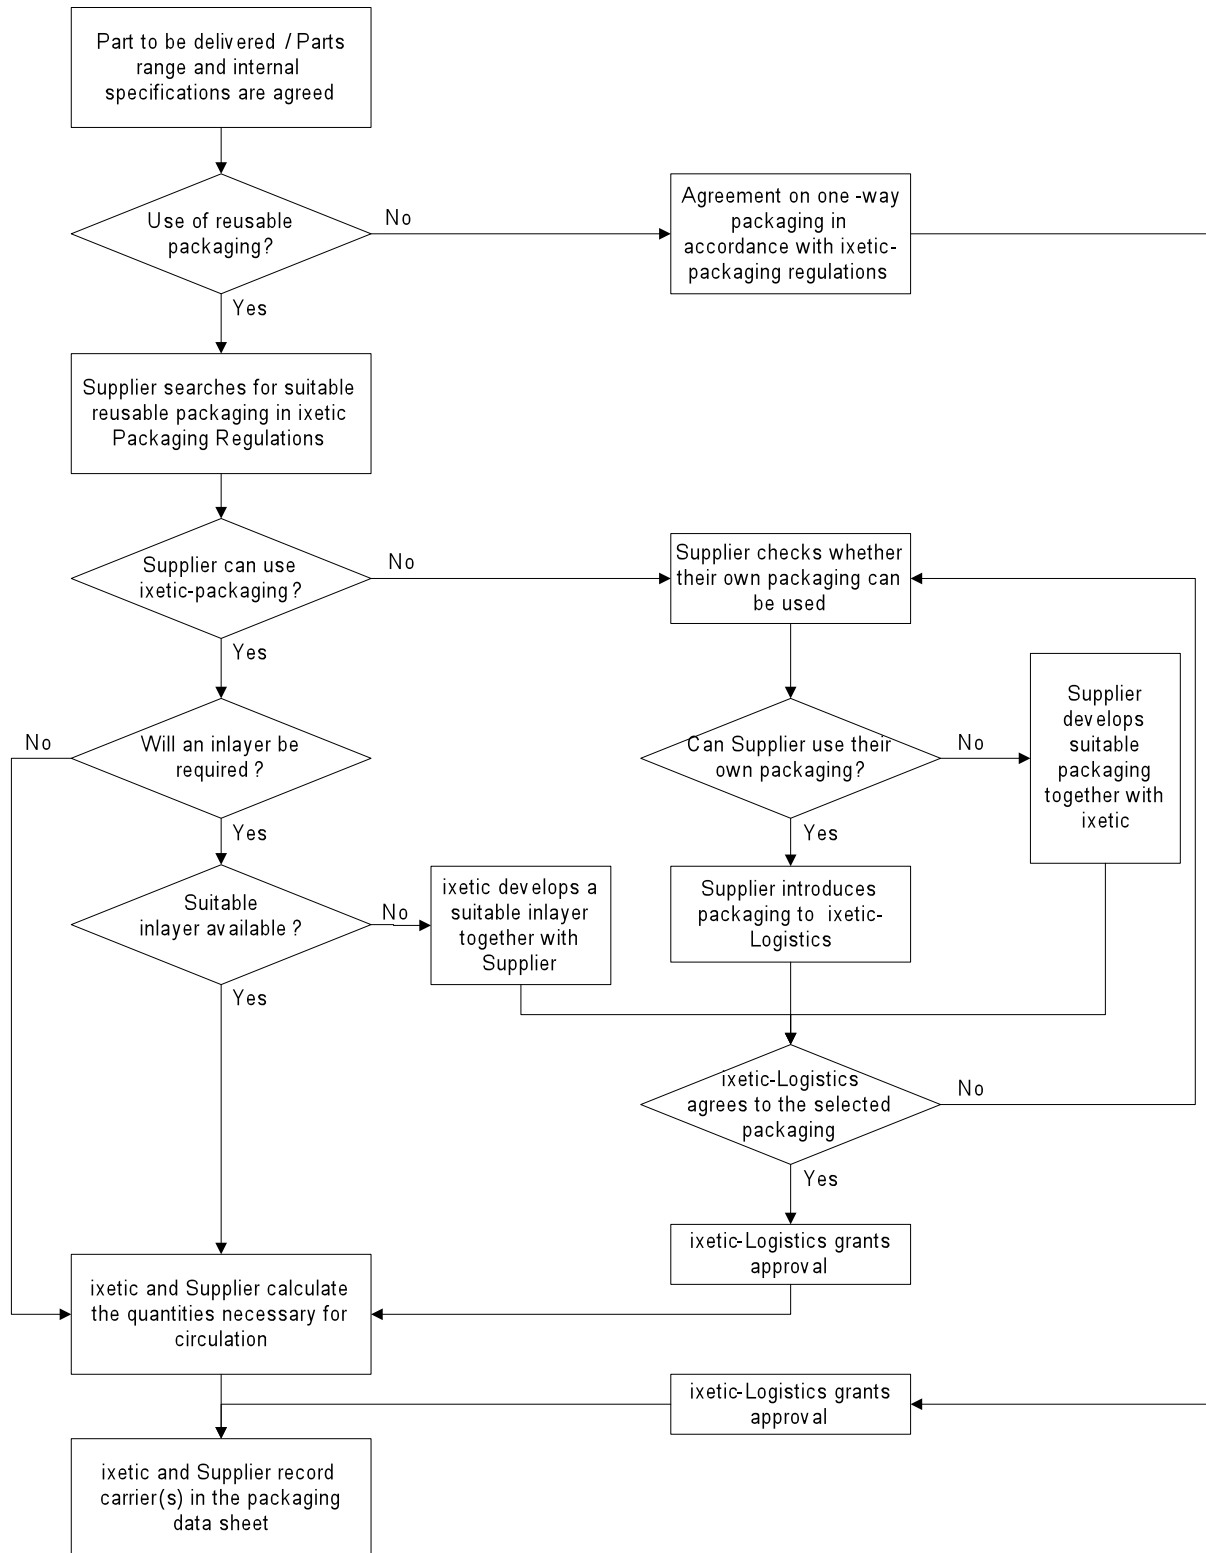 Part to be delivered / Parts
range and internal
specifications are agreed
Use of reusable
packaging?
No
Agreement on one -way
packaging in
accordance with ixetic-
packaging regulations
Yes
Supplier searches for suitable
reusable packaging in ixetic
Packaging Regulations
Supplier can use
ixetic-packaging ?
No
Supplier checks whether
their own packaging can
be used
Yes
Will an inlayer be
required ?
No
Can Supplier use their
own packaging?
No
Supplier
develops
suitable
packaging
together with
ixetic
Yes
Yes
Suitable
inlayer available ?
No
ixetic develops a
suitable inlayer
together with
Supplier
Supplier introduces
packaging to ixetic-
Logistics
Yes
ixetic-Logistics
agrees to the selected
packaging
No
Yes
ixetic-Logistics grants
approval
ixetic and Supplier calculate
the quantities necessary for
circulation
ixetic-Logistics grants
approval
ixetic and Supplier record
carrier(s) in the packaging
data sheet